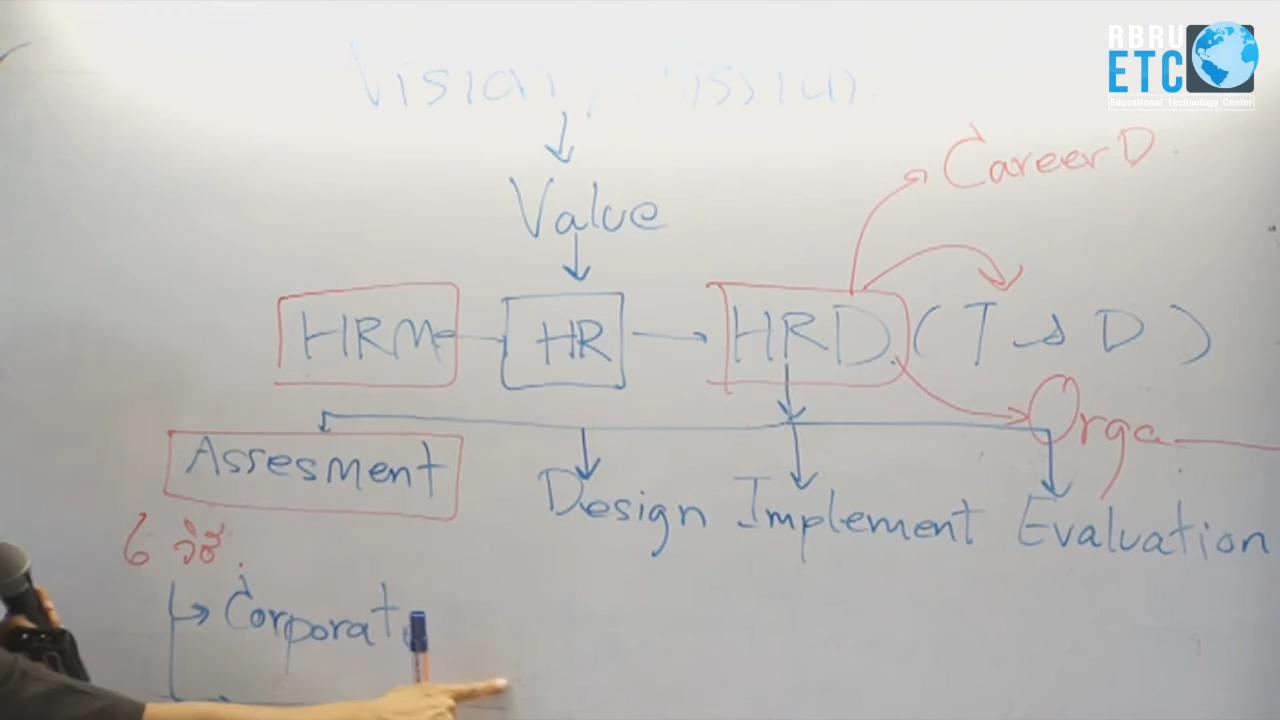 RBRU
ETC
Educational Technology Center
Vision, Mission
Career D.
Value
HRM HR HRD (T → D)
Orga
Assesment
Design Implement Evaluation
6 วิธี
Corporate